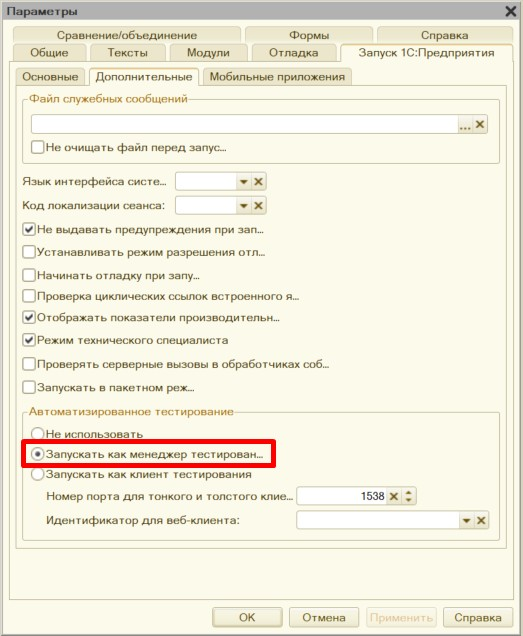 Параметры
Сравнение/объединение Формы Справка
Общие Тексты Модули Отладка Запуск 1С:Предприятия
Основные Дополнительные Мобильные приложения
Файл служебных сообщений
...
Не очищать файл перед запус...
Язык интерфейса систе...
Код локализации сеанса:
Не выдавать предупреждения при зап...
Устанавливать режим разрешения отл...
Начинать отладку при запу...
Проверка циклических ссылок встроенного я...
Отображать показатели производительн...
Режим технического специалиста
Проверять серверные вызовы в обработчиках соб...
Запускать в пакетном реж...
Автоматизированное тестирование
Не использовать
Запускать как менеджер тестирован...
Запускать как клиент тестирования
Номер порта для тонкого и толстого клие... 1538
Идентификатор для веб-клиента:
OK Отмена Применить Справка